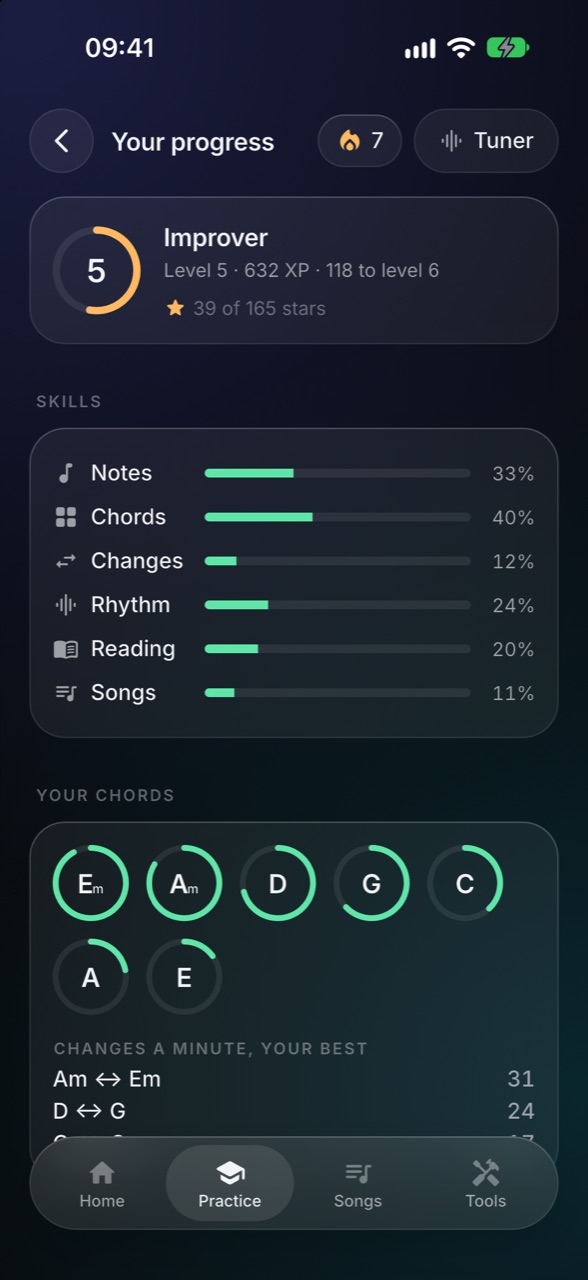 09:41
Your progress
7
Tuner
5
Improver
Level 5 · 632 XP · 118 to level 6
39 of 165 stars
SKILLS
Notes 33%
Chords 40%
Changes 12%
Rhythm 24%
Reading 20%
Songs 11%
YOUR CHORDS
Em Am D G C
A E
CHANGES A MINUTE, YOUR BEST
Am ↔ Em 31
D ↔ G 24
Home Practice Songs Tools